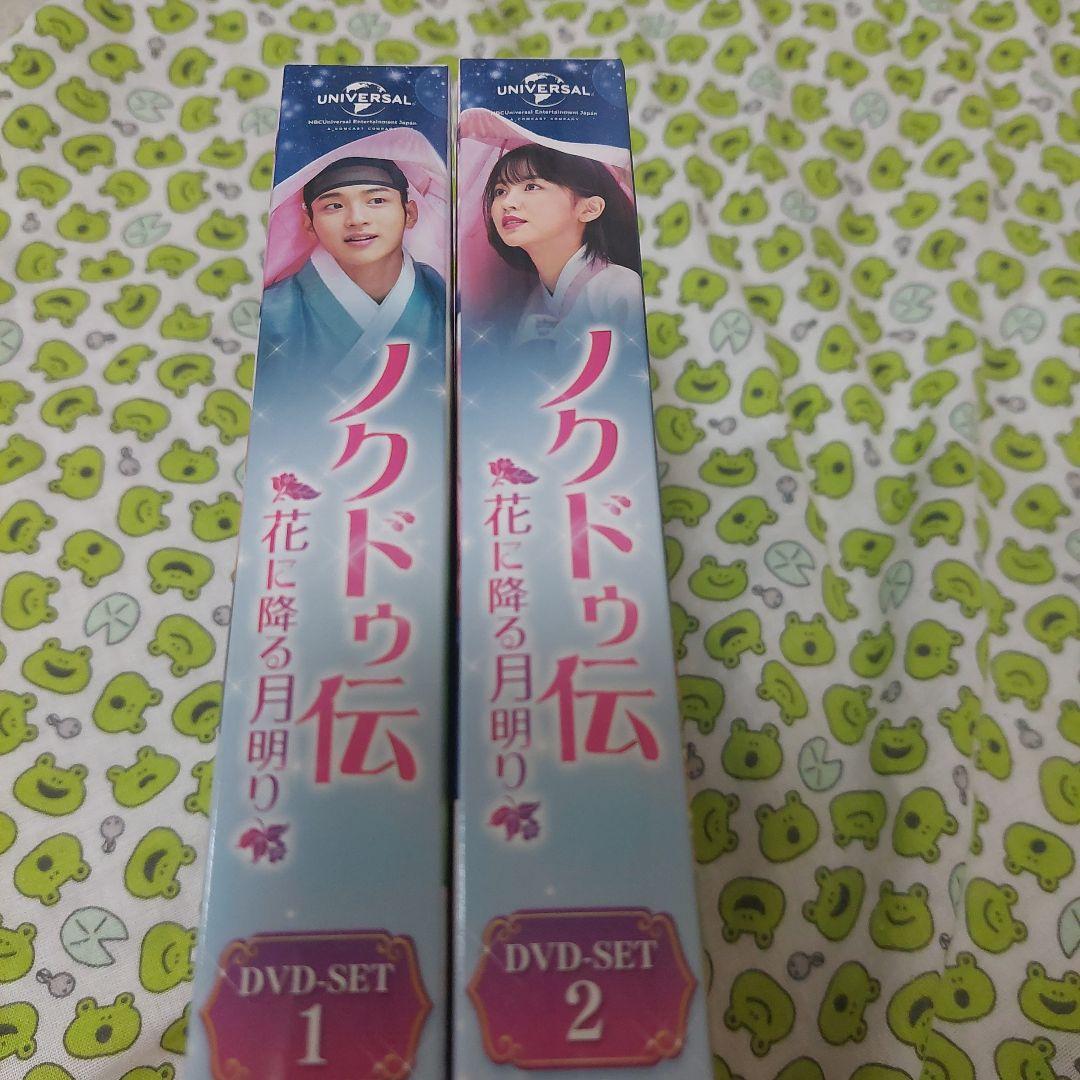 UNIVERSAL
NBCUniversal Entertainment Japan
A COMCAST COMPANY
ノクドゥ伝
花に降る月明り
DVD-SET
1
UNIVERSAL
NBCUniversal Entertainment Japan
A COMCAST COMPANY
ノクドゥ伝
花に降る月明り
DVD-SET
2